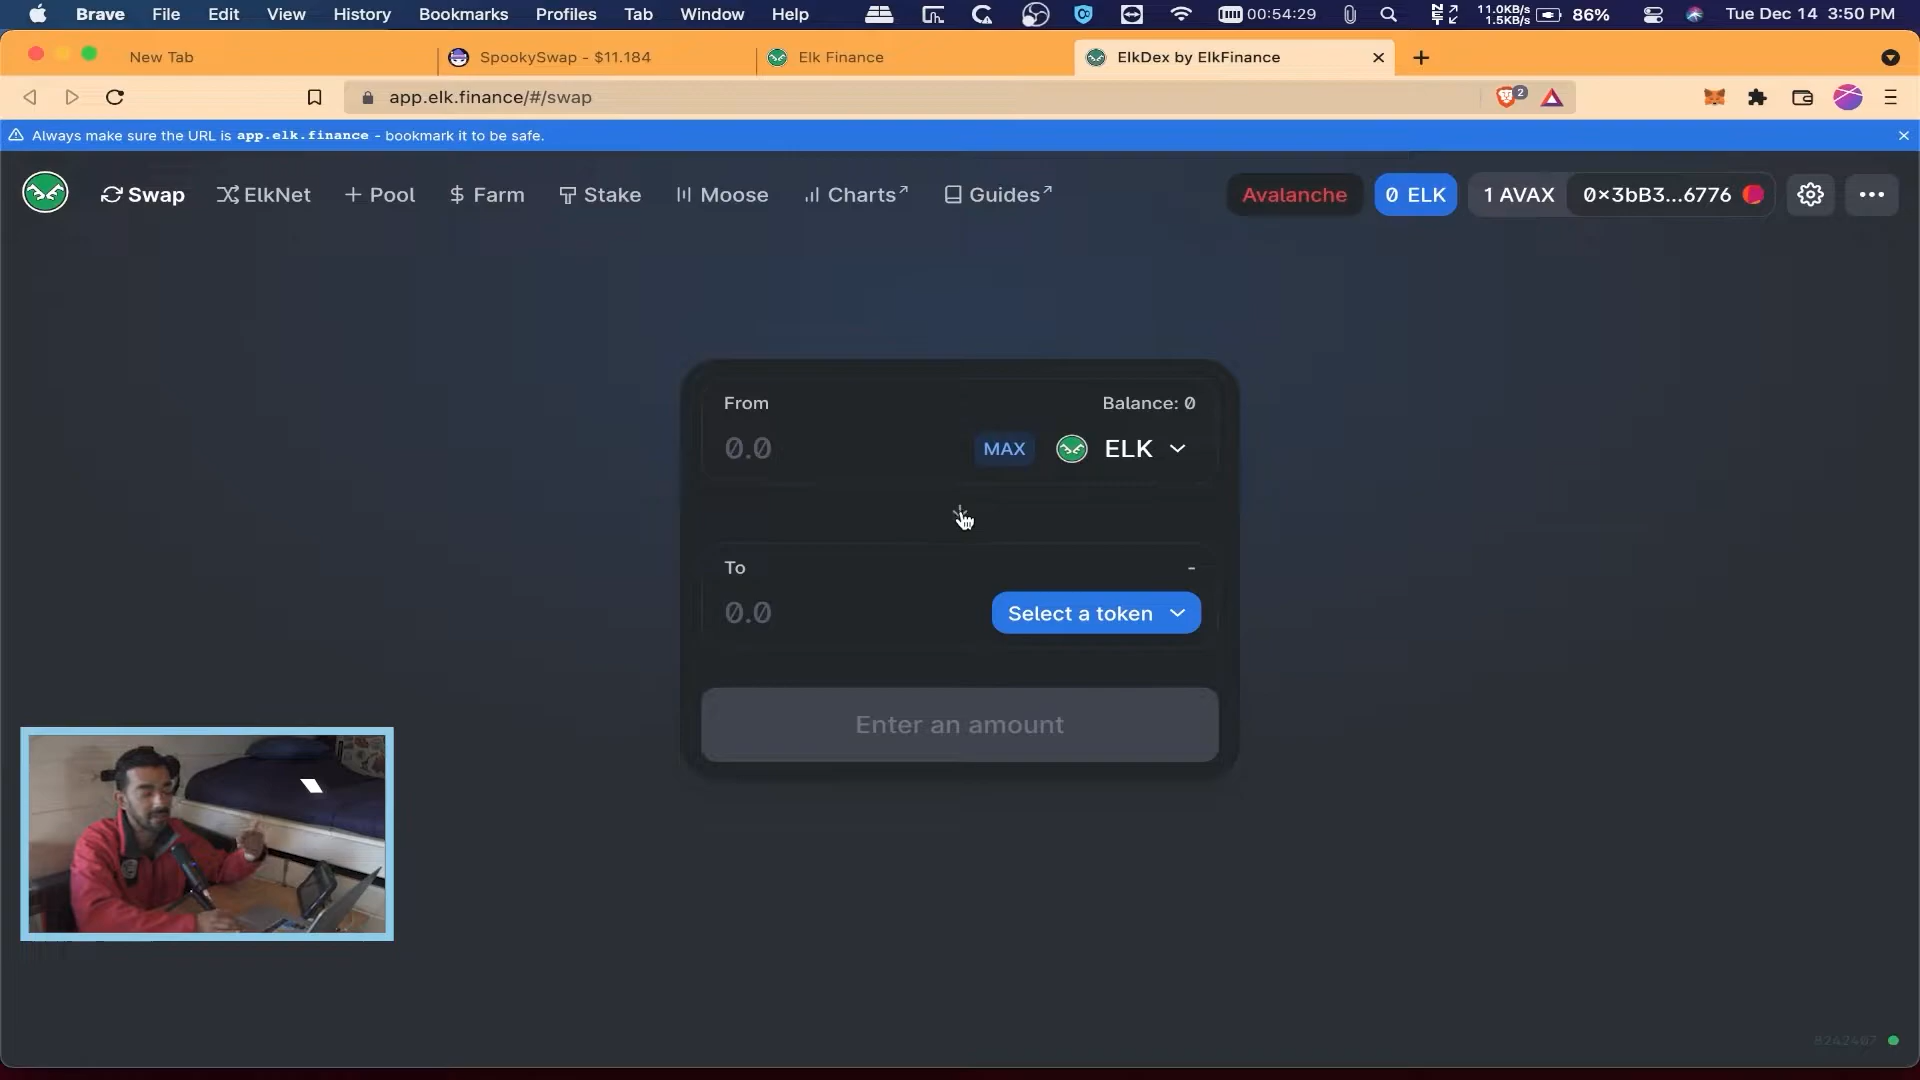 Brave File Edit View History Bookmarks Profiles Tab Window Help 00:54:29 11.0KB/s 1.5KB/s 86% Tue Dec 14 3:50 PM
New Tab SpookySwap - $11.184 Elk Finance ElkDex by ElkFinance
app.elk.finance/#/swap 2
Always make sure the URL is app.elk.finance - bookmark it to be safe.
Swap ElkNet Pool Farm Stake Moose Charts↗ Guides↗ Avalanche 0 ELK 1 AVAX 0×3bB3...6776
From Balance: 0
0.0 MAX ELK
To -
0.0 Select a token
Enter an amount
8242407